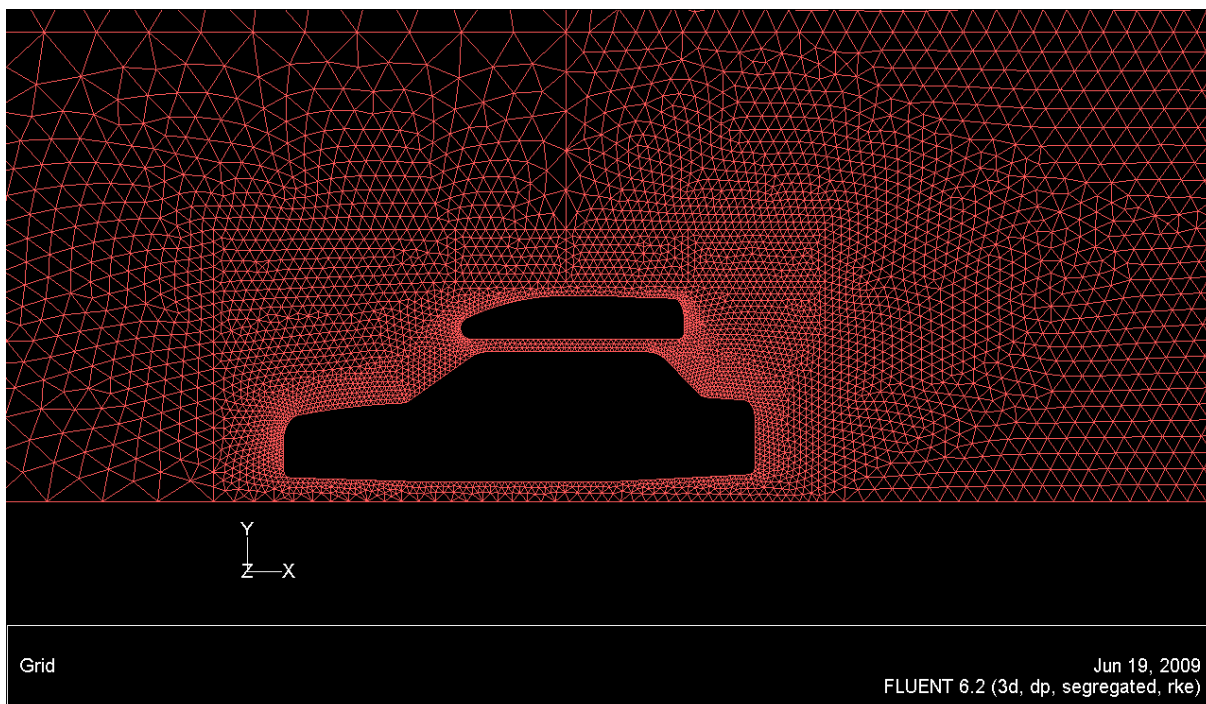 Y
Z X
Grid
Jun 19, 2009
FLUENT 6.2 (3d, dp, segregated, rke)